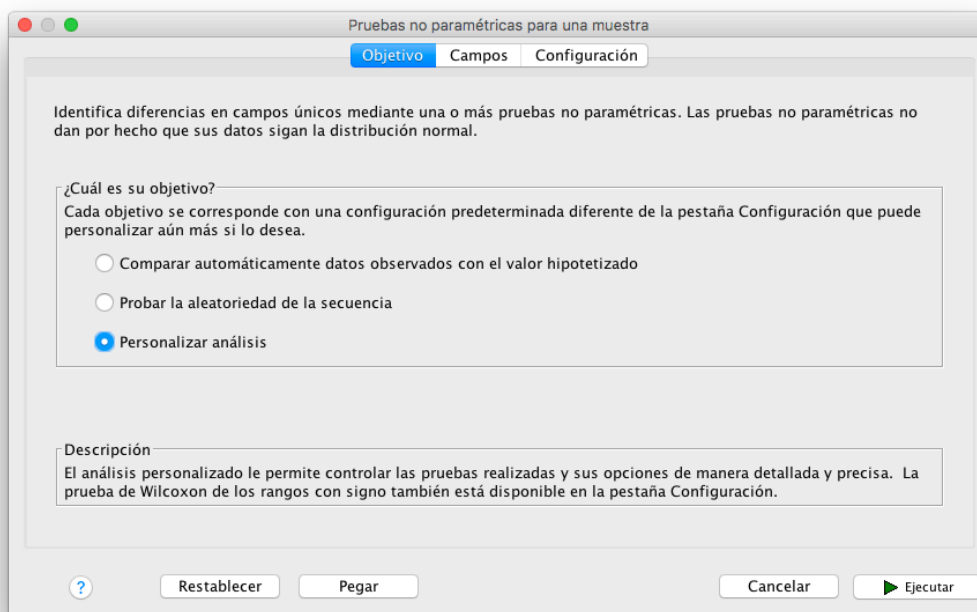 Pruebas no paramétricas para una muestra
Objetivo Campos Configuración
Identifica diferencias en campos únicos mediante una o más pruebas no paramétricas. Las pruebas no paramétricas no
dan por hecho que sus datos sigan la distribución normal.
¿Cuál es su objetivo?
Cada objetivo se corresponde con una configuración predeterminada diferente de la pestaña Configuración que puede
personalizar aún más si lo desea.
Comparar automáticamente datos observados con el valor hipotetizado
Probar la aleatoriedad de la secuencia
Personalizar análisis
Descripción
El análisis personalizado le permite controlar las pruebas realizadas y sus opciones de manera detallada y precisa. La
prueba de Wilcoxon de los rangos con signo también está disponible en la pestaña Configuración.
? Restablecer Pegar Cancelar Ejecutar